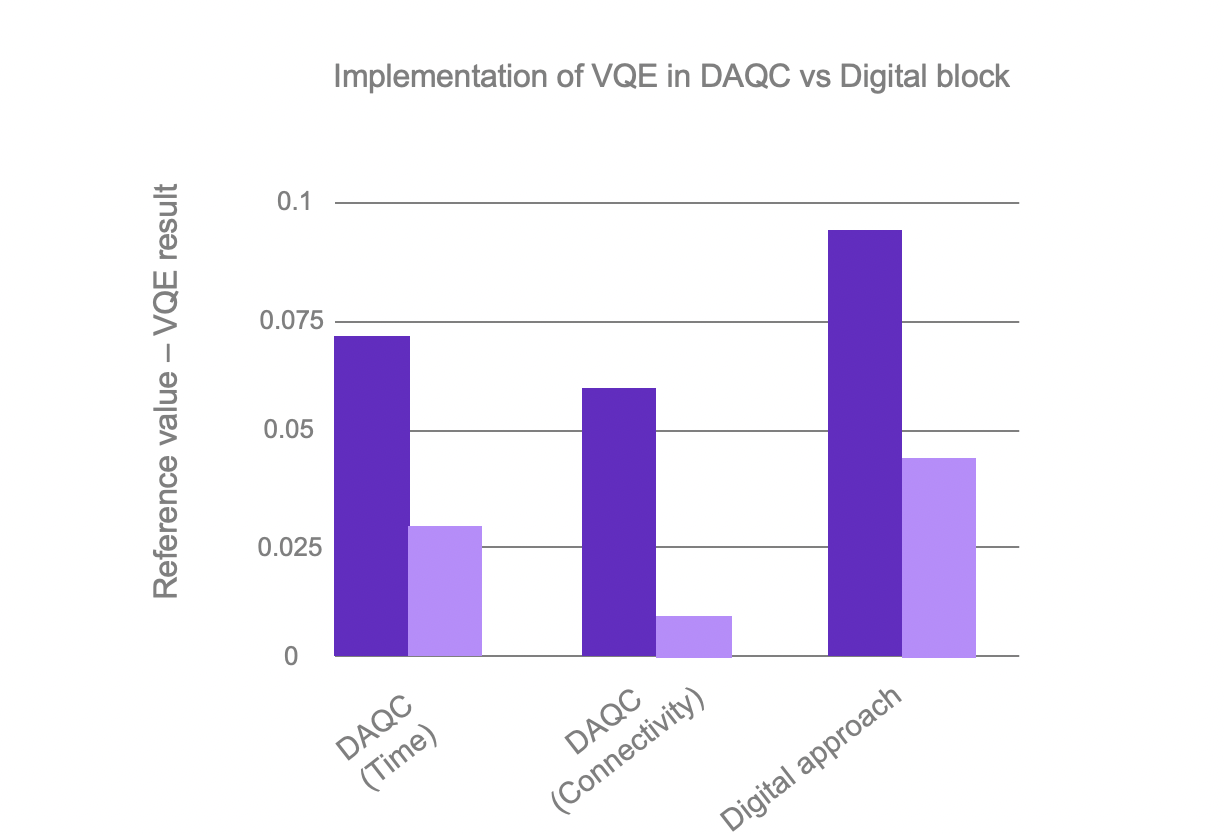 Implementation of VQE in DAQC vs Digital block
Reference value – VQE result
0.1
0.075
0.05
0.025
0
DAQC
(Time)
DAQC
(Connectivity)
Digital approach